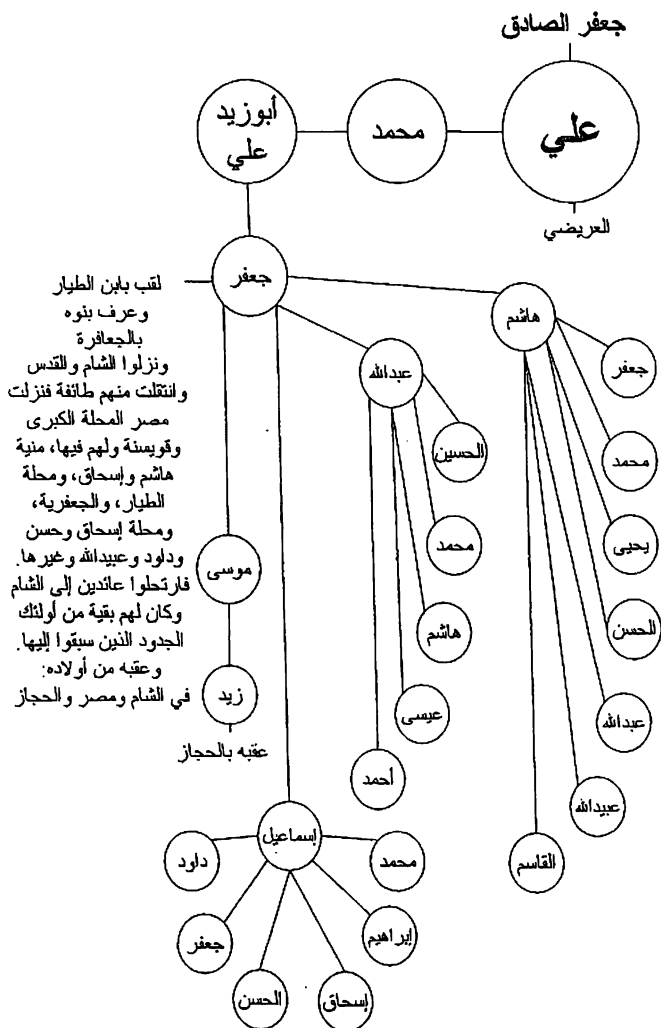 جعفر الصادق
علي
العريضي
محمد
أبوزيد
علي
جعفر
هاشم
جعفر
محمد
يحيى
الحسن
عبدالله
عبيدالله
القاسم
عبدالله
الحسين
محمد
هاشم
عيسى
أحمد
إسماعيل
محمد
إبراهيم
إسحاق
الحسن
جعفر
داود
موسى
زيد
عقبه بالحجاز
لقب بابن الطيار
وعرف بنوه
بالجعافرة
ونزلوا الشام والقدس
وانتقلت منهم طائفة فنزلت
مصر المحلة الكبرى
وقويسنة ولهم فيها، منية
هاشم وإسحاق، ومحلة
الطيار، والجعفرية،
ومحلة إسحاق وحسن
وداود وعبيدالله وغيرها.
فارتحلوا عائدين إلى الشام
وكان لهم بقية من أولئك
الجدود الذين سبقوا إليها.
وعقبه من أولاده:
في الشام ومصر والحجاز